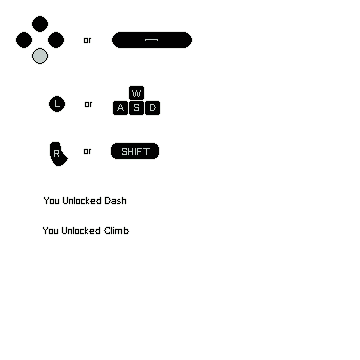 or
L or W
A S D
R or SHIFT
You Unlocked Dash
You Unlocked Climb